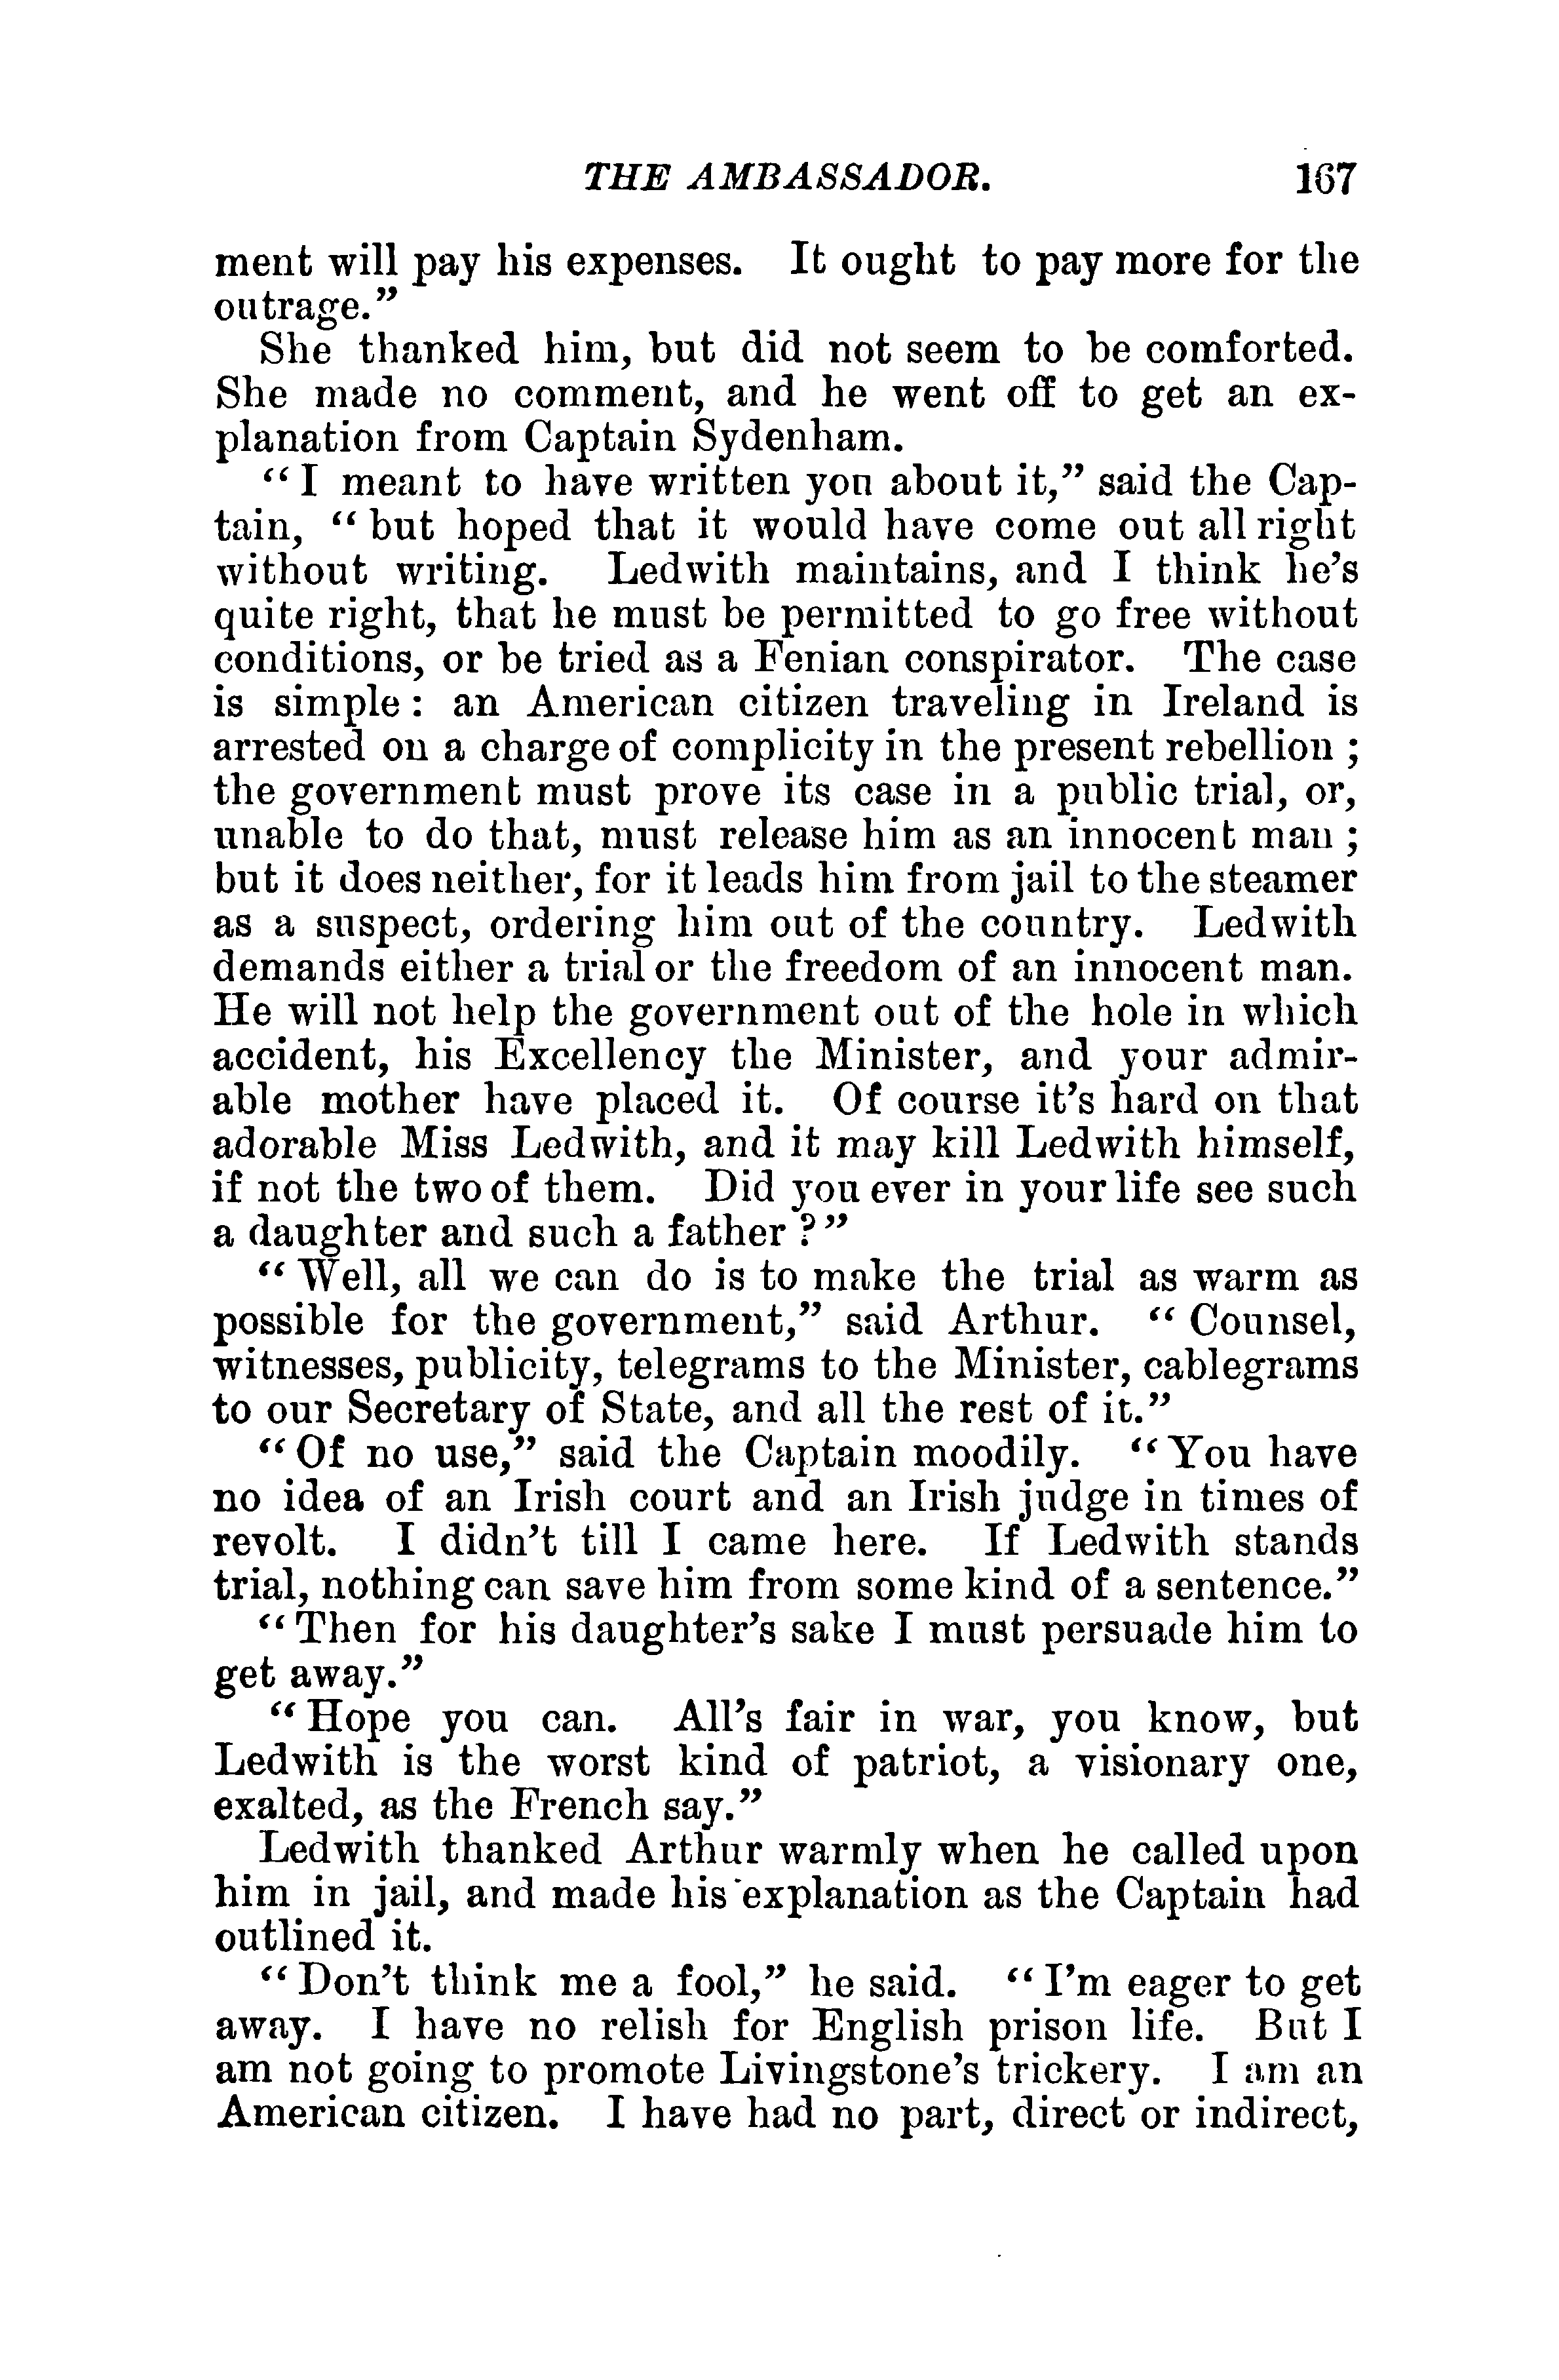 THE AMBASSADOR. 167
ment will pay his expenses. It ought to pay more for the
outrage.”
She thanked him, but did not seem to be comforted.
She made no comment, and he went off to get an ex-
planation from Captain Sydenham.
“I meant to have written you about it,” said the Cap-
tain, “but hoped that it would have come out all right
without writing. Ledwith maintains, and I think he’s
quite right, that he must be permitted to go free without
conditions, or be tried as a Fenian conspirator. The case
is simple: an American citizen traveling in Ireland is
arrested on a charge of complicity in the present rebellion;
the government must prove its case in a public trial, or,
unable to do that, must release him as an innocent man;
but it does neither, for it leads him from jail to the steamer
as a suspect, ordering him out of the country. Ledwith
demands either a trial or the freedom of an innocent man.
He will not help the government out of the hole in which
accident, his Excellency the Minister, and your admir-
able mother have placed it. Of course it’s hard on that
adorable Miss Ledwith, and it may kill Ledwith himself,
if not the two of them. Did you ever in your life see such
a daughter and such a father?”
“Well, all we can do is to make the trial as warm as
possible for the government,” said Arthur. “Counsel,
witnesses, publicity, telegrams to the Minister, cablegrams
to our Secretary of State, and all the rest of it.”
“Of no use,” said the Captain moodily. “You have
no idea of an Irish court and an Irish judge in times of
revolt. I didn’t till I came here. If Ledwith stands
trial, nothing can save him from some kind of a sentence.”
“Then for his daughter’s sake I must persuade him to
get away.”
“Hope you can. All’s fair in war, you know, but
Ledwith is the worst kind of patriot, a visionary one,
exalted, as the French say.”
Ledwith thanked Arthur warmly when he called upon
him in jail, and made his explanation as the Captain had
outlined it.
“Don’t think me a fool,” he said. “I’m eager to get
away. I have no relish for English prison life. But I
am not going to promote Livingstone’s trickery. I am an
American citizen. I have had no part, direct or indirect,